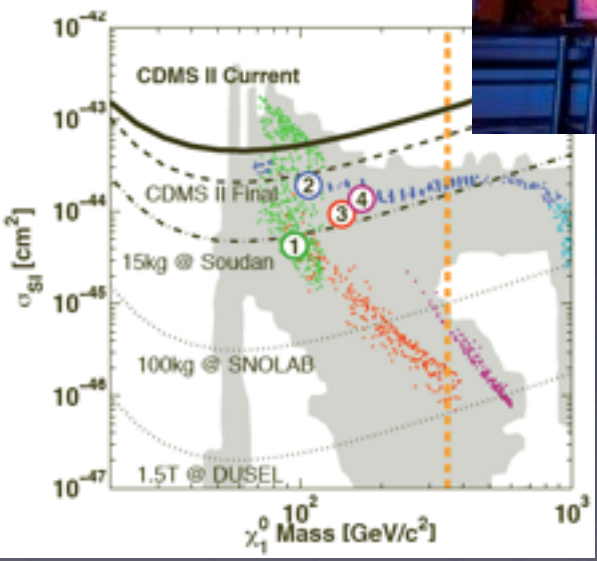 10⁻⁴²
CDMS II Current
10⁻⁴³
2
4
CDMS II Final
3
10⁻⁴⁴
1
15kg @ Soudan
σSI [cm²]
10⁻⁴⁵
100kg @ SNOLAB
10⁻⁴⁶
1.5T @ DUSEL
10⁻⁴⁷
10² 10³
χ₁⁰ Mass [GeV/c²]